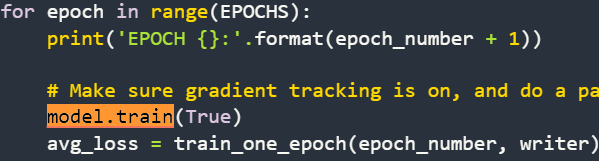 for epoch in range(EPOCHS):
print('EPOCH {}:'.format(epoch_number + 1))
# Make sure gradient tracking is on, and do a pa
model.train(True)
avg_loss = train_one_epoch(epoch_number, writer)